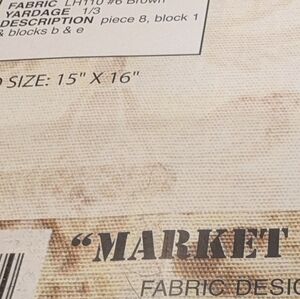 FABRIC LH110 #6 Brown
YARDAGE 1/3
DESCRIPTION piece 8, block 1
& blocks b & e
SIZE: 15" X 16"
"MARKET
FABRIC DESIG